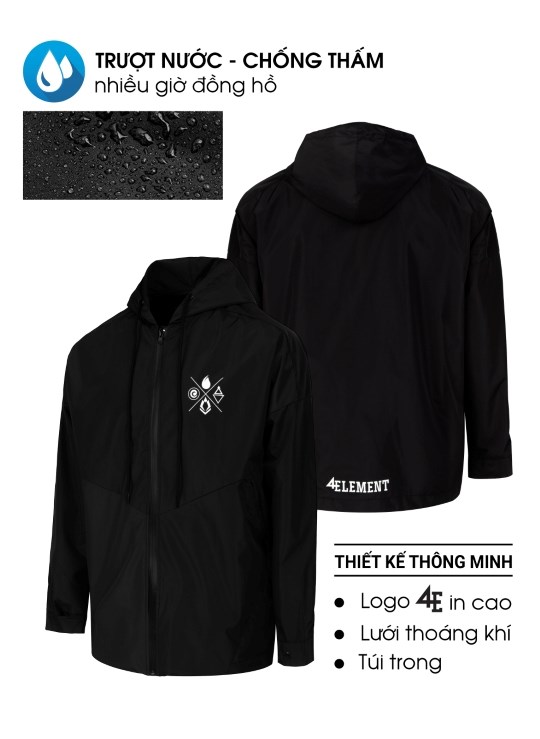 TRƯỢT NƯỚC - CHỐNG THẤM
nhiều giờ đồng hồ
4ELEMENT
THIẾT KẾ THÔNG MINH
• Logo 4E in cao
• Lưới thoáng khí
• Túi trong